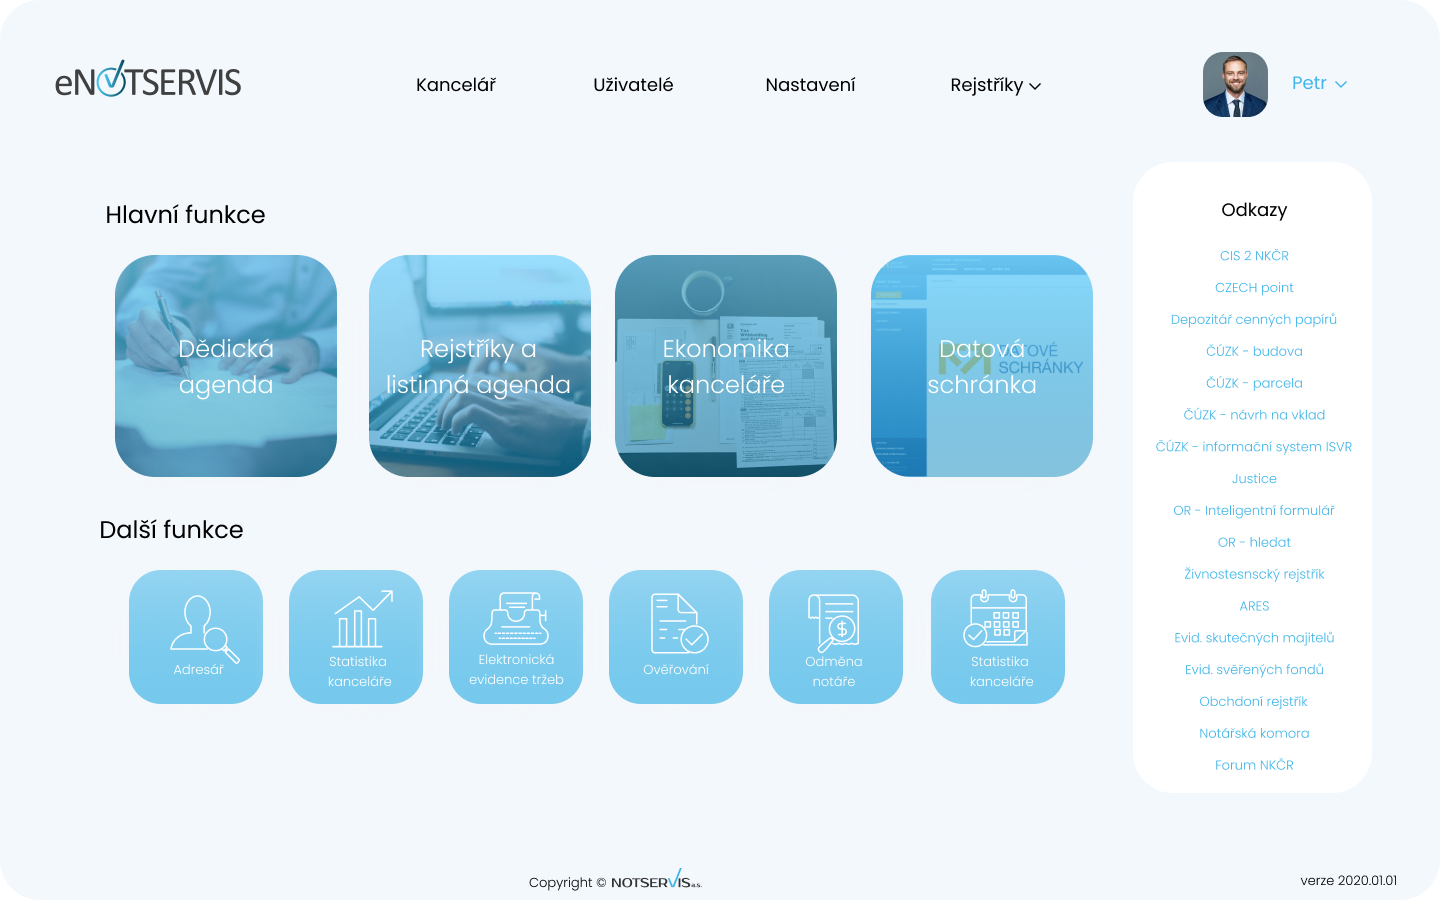 eNOTSERVIS
Kancelář
Uživatelé
Nastavení
Rejstříky
Petr
Hlavní funkce
Dědická
agenda
Rejstříky a
listinná agenda
Ekonomika
kanceláře
Datová
schránka
DATOVÉ
SCHRÁNKY
Další funkce
Adresář
Statistika
kanceláře
Elektronická
evidence tržeb
Ověřování
Odměna
notáře
Statistika
kanceláře
Odkazy
CIS 2 NKČR
CZECH point
Depozitář cenných papírů
ČÚZK - budova
ČÚZK - parcela
ČÚZK - návrh na vklad
ČÚZK - informační system ISVR
Justice
OR - Inteligentní formulář
OR - hledat
Živnostesnscký rejstřík
ARES
Evid. skutečných majitelů
Evid. svěřených fondů
Obchdoní rejstřík
Notářská komora
Forum NKČR
Copyright © NOTSERVIS a.s.
verze 2020.01.01